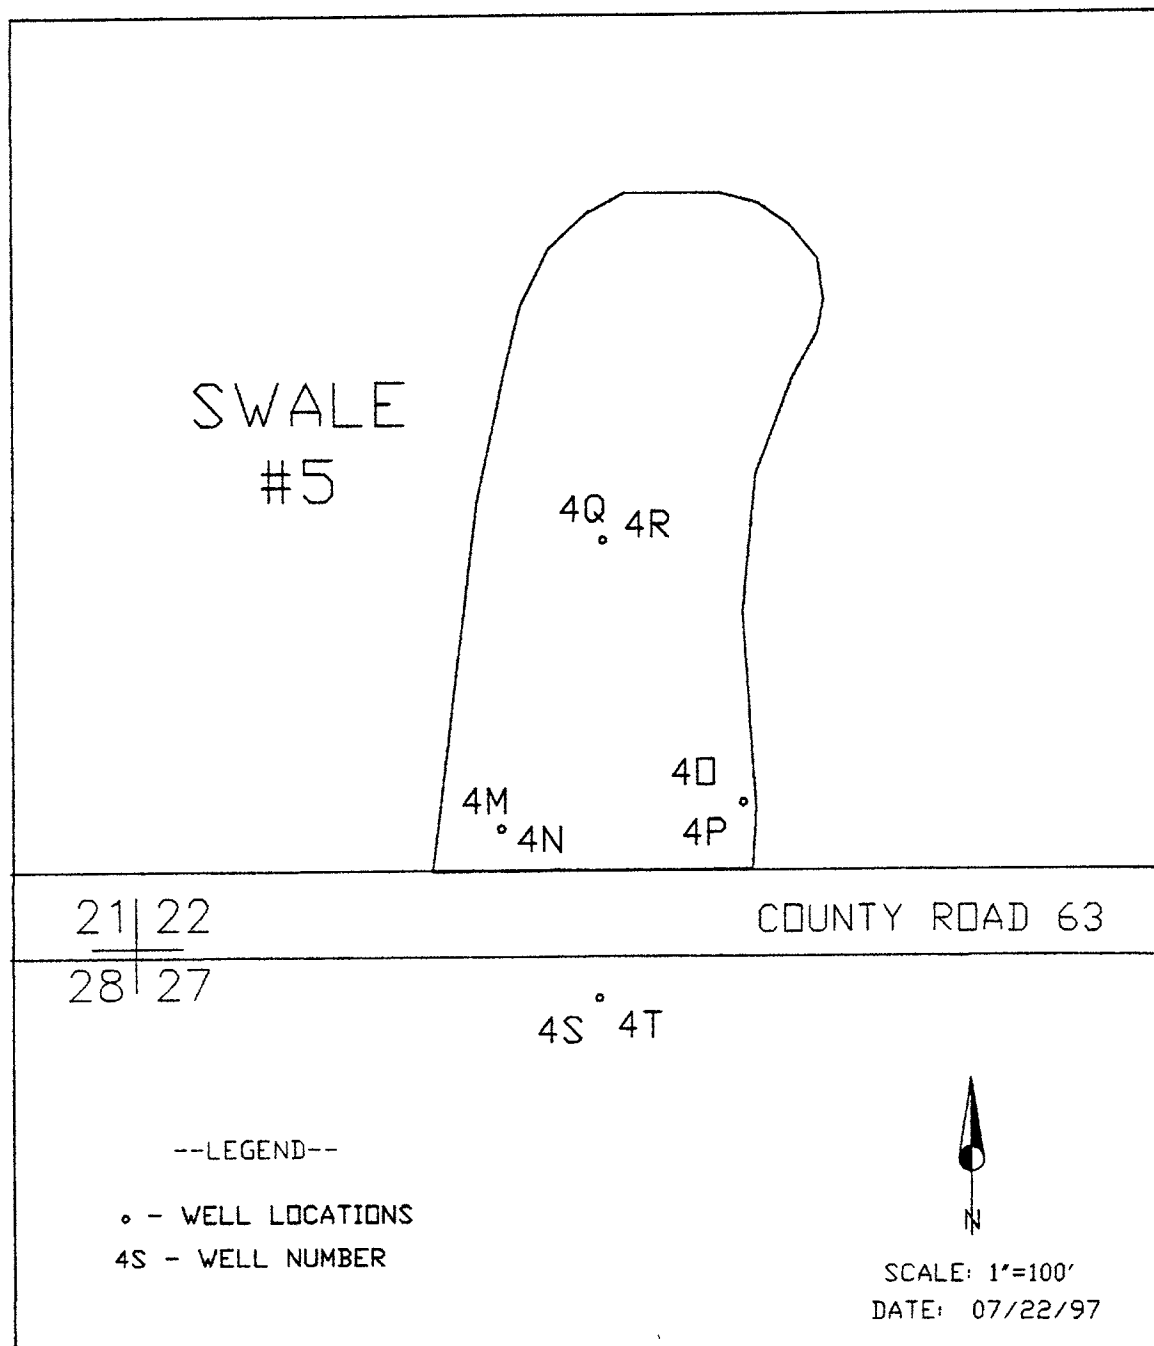 SWALE
#5
4Q 4R
4O
4M
4N
4P
21 22
COUNTY ROAD 63
28 27
4S 4T
--LEGEND--
- WELL LOCATIONS
4S - WELL NUMBER
N
SCALE: 1"=100'
DATE: 07/22/97